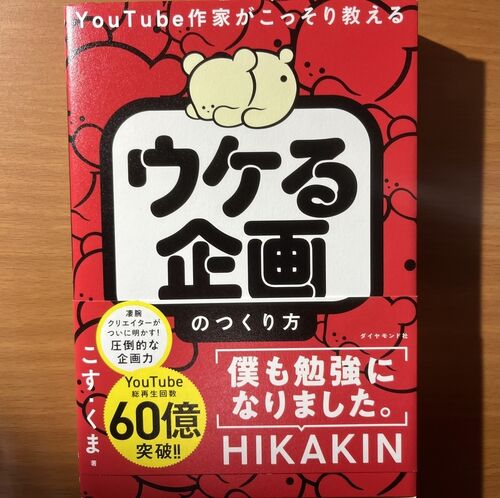 YouTube作家がこっそり教える
ウケる
企画
のつくり方
ダイヤモンド社
凄腕
クリエイターが
ついに明かす!
圧倒的な
企画力
こすくま 著
YouTube
総再生回数
60億
突破!!
僕も勉強に
なりました。
HIKAKIN